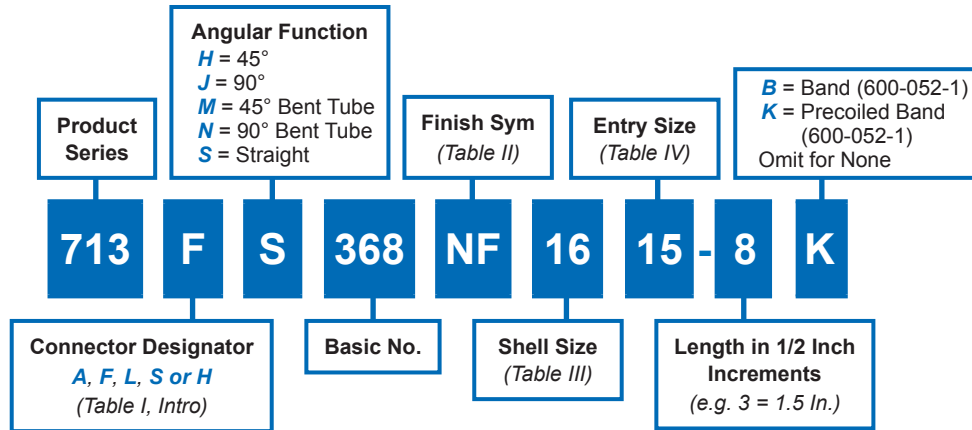 Angular Function
H = 45°
J = 90°
M = 45° Bent Tube
N = 90° Bent Tube
S = Straight
B = Band (600-052-1)
K = Precoiled Band
(600-052-1)
Omit for None
Product
Series
Finish Sym
(Table II)
Entry Size
(Table IV)
713 F S 368 NF 16 15 - 8 K
Connector Designator
A, F, L, S or H
(Table I, Intro)
Basic No.
Shell Size
(Table III)
Length in 1/2 Inch
Increments
(e.g. 3 = 1.5 In.)